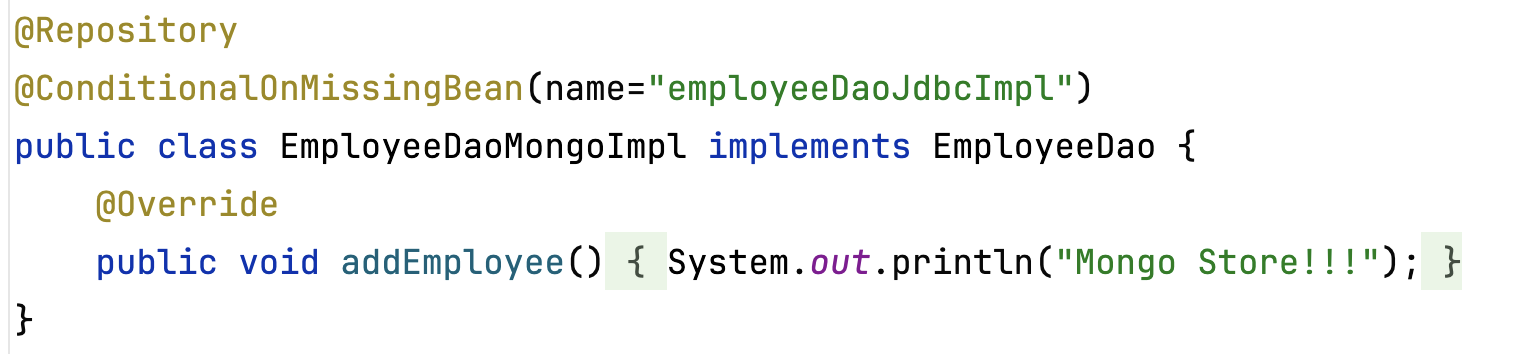 @Repository
@ConditionalOnMissingBean(name="employeeDaoJdbcImpl")
public class EmployeeDaoMongoImpl implements EmployeeDao {
    @Override
    public void addEmployee() { System.out.println("Mongo Store!!!"); }
}